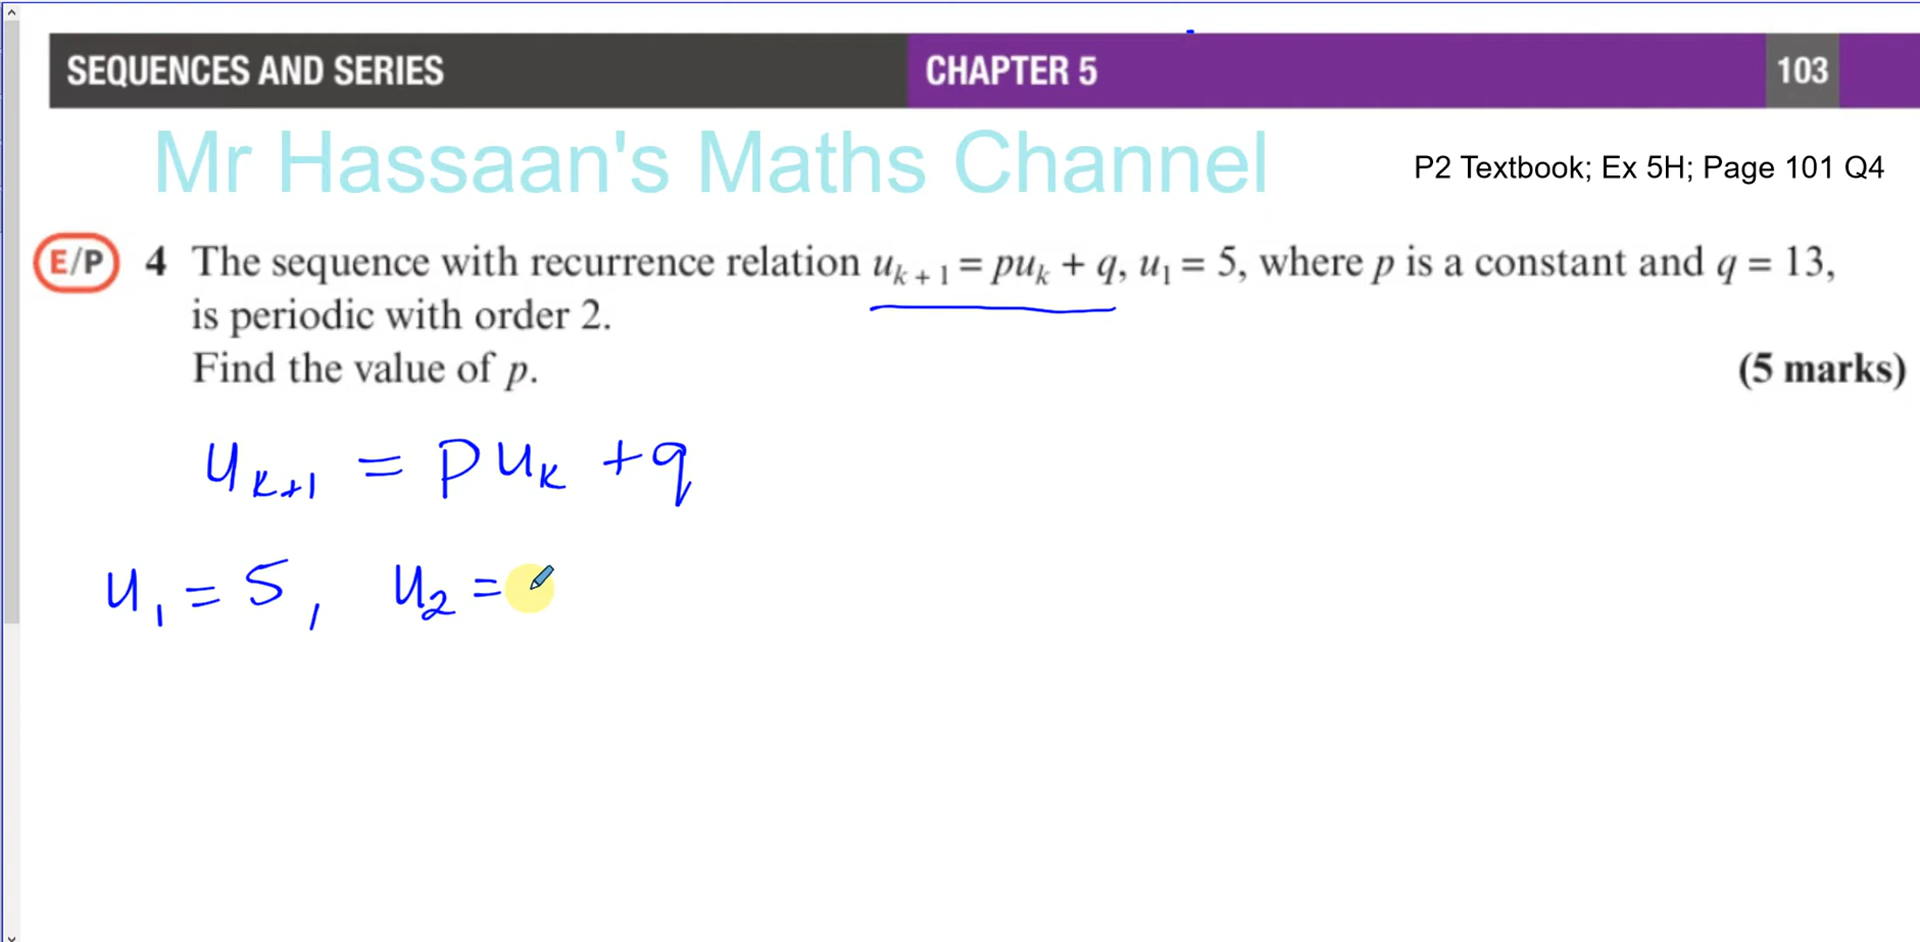 SEQUENCES AND SERIES CHAPTER 5 103
Mr Hassaan's Maths Channel
P2 Textbook; Ex 5H; Page 101 Q4
E/P 4 The sequence with recurrence relation uₖ₊₁ = puₖ + q, u₁ = 5, where p is a constant and q = 13,
is periodic with order 2.
Find the value of p.
(5 marks)
uₖ₊₁ = puₖ + q
u₁ = 5, u₂ =